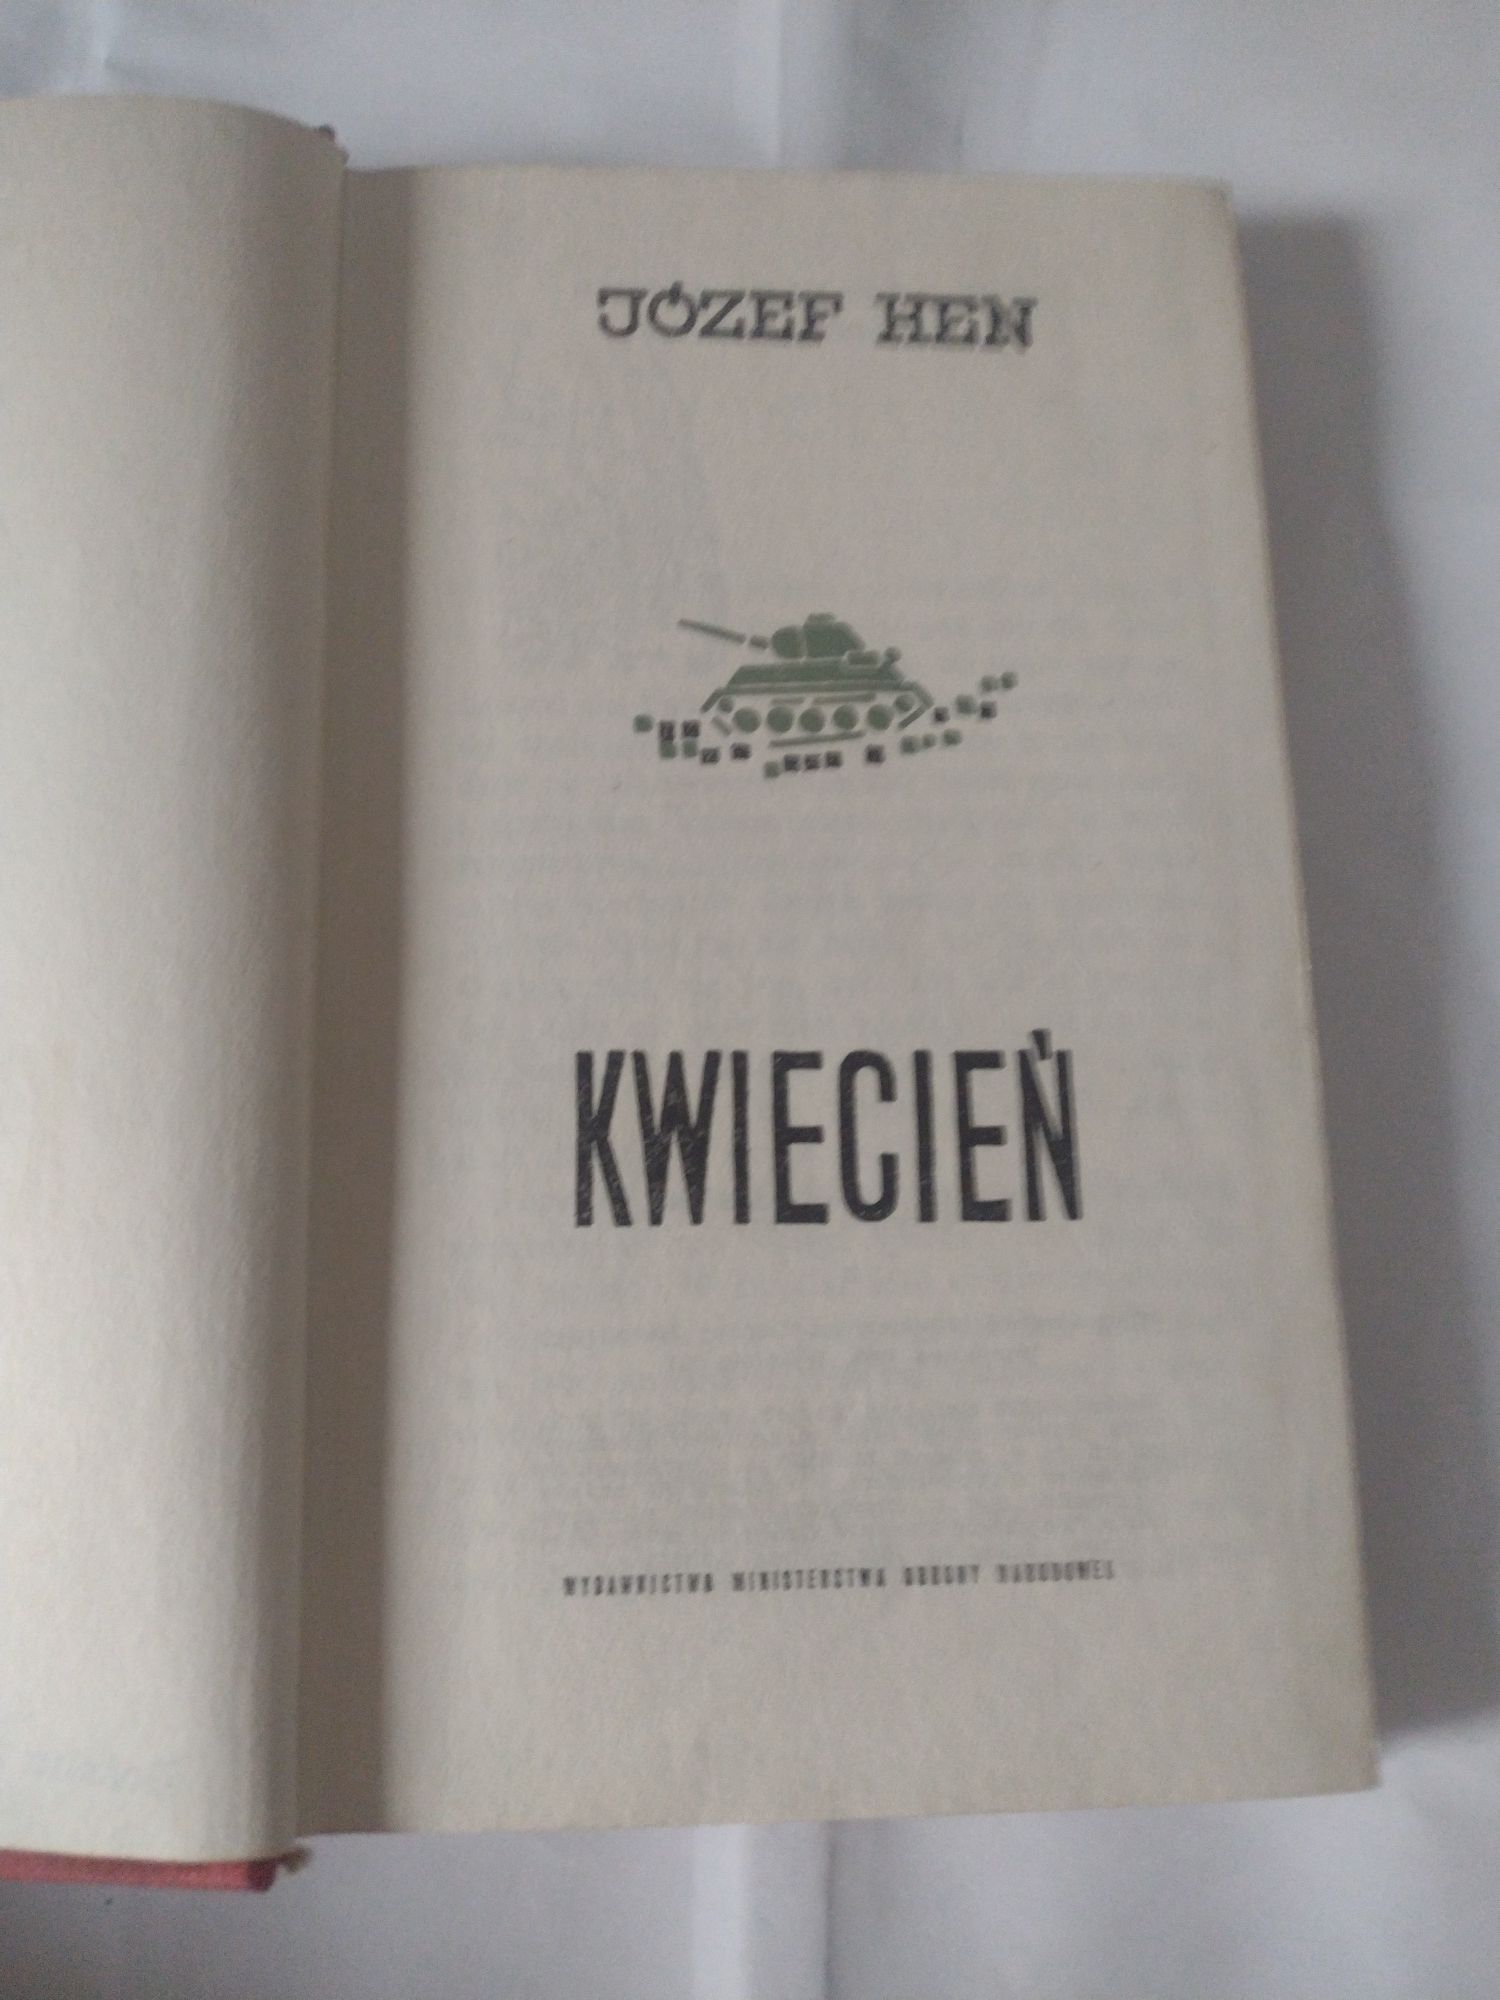 JÓZEF HEN
KWIECIEŃ
WYDAWNICTWO MINISTERSTWA OBRONY NARODOWEJ